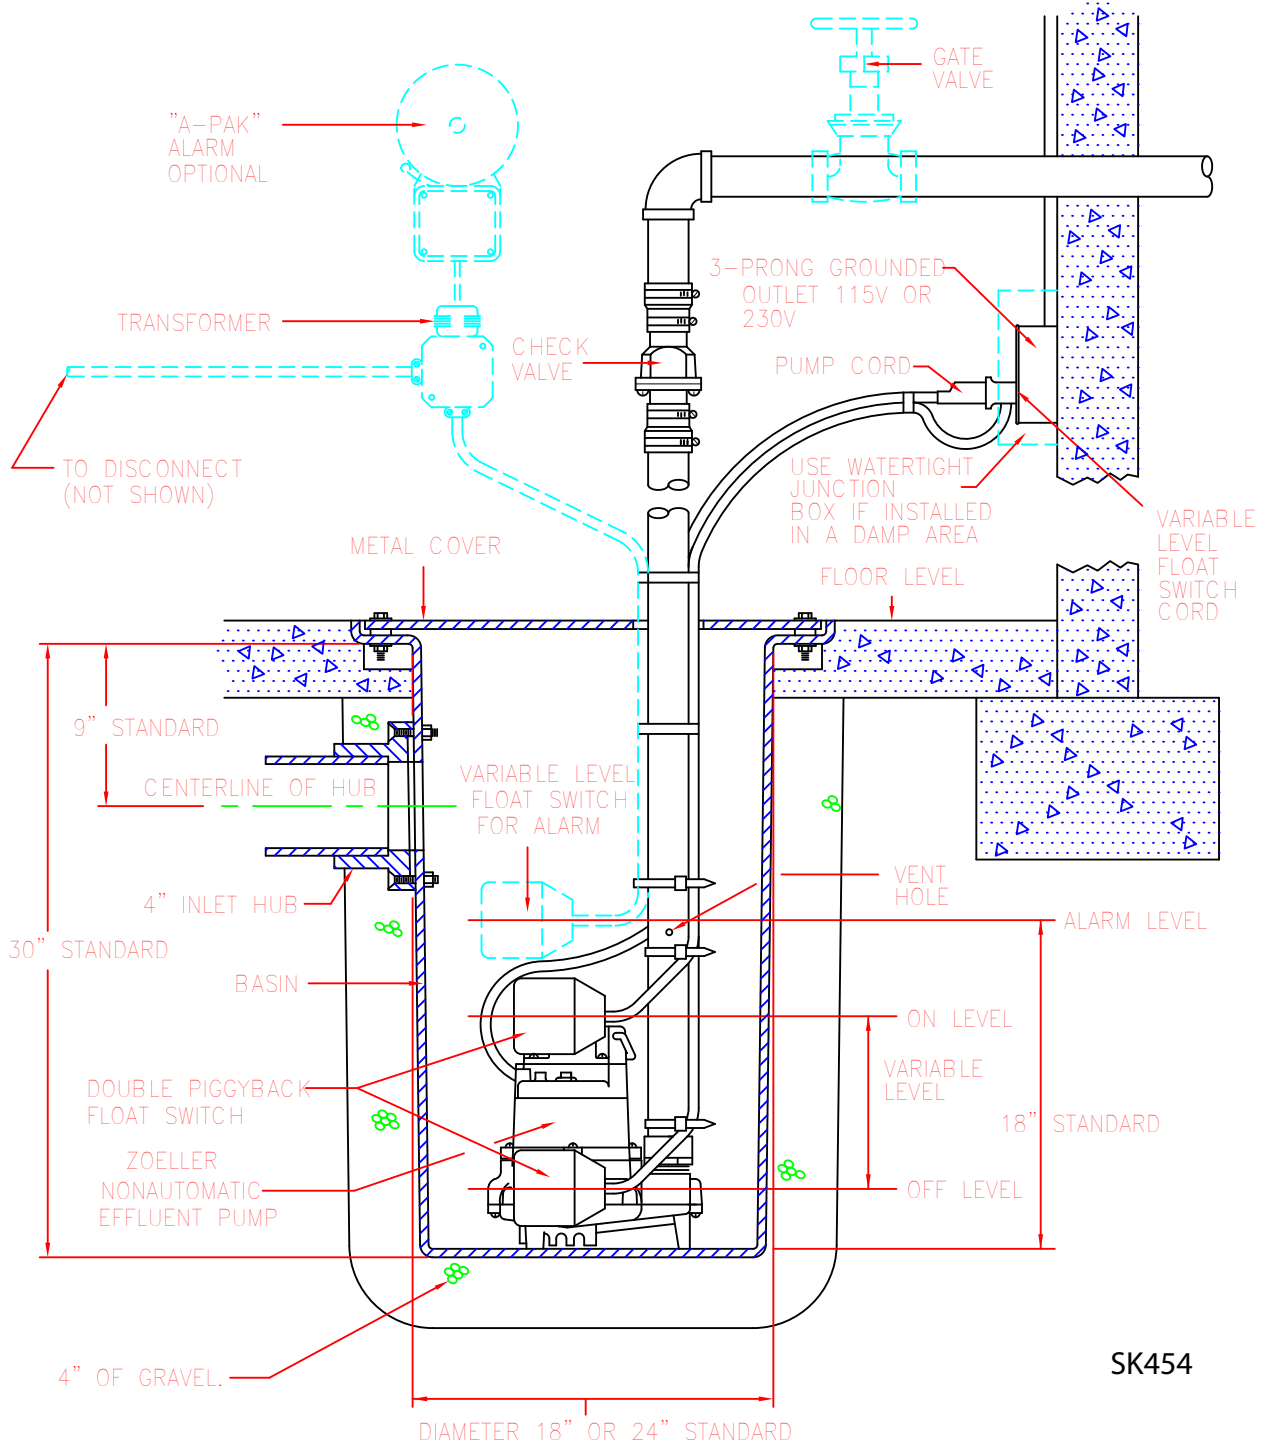 GATE
VALVE
"A-PAK"
ALARM
OPTIONAL
3-PRONG GROUNDED
OUTLET 115V OR
230V
TRANSFORMER
CHECK
VALVE
PUMP CORD
TO DISCONNECT
(NOT SHOWN)
USE WATERTIGHT
JUNCTION
BOX IF INSTALLED
IN A DAMP AREA
VARIABLE
LEVEL
FLOAT
SWITCH
CORD
METAL COVER
FLOOR LEVEL
9" STANDARD
CENTERLINE OF HUB
VARIABLE LEVEL
FLOAT SWITCH
FOR ALARM
VENT
HOLE
4" INLET HUB
ALARM LEVEL
30" STANDARD
BASIN
ON LEVEL
VARIABLE
LEVEL
DOUBLE PIGGYBACK
FLOAT SWITCH
18" STANDARD
ZOELLER
NONAUTOMATIC
EFFLUENT PUMP
OFF LEVEL
4" OF GRAVEL.
SK454
DIAMETER 18" OR 24" STANDARD